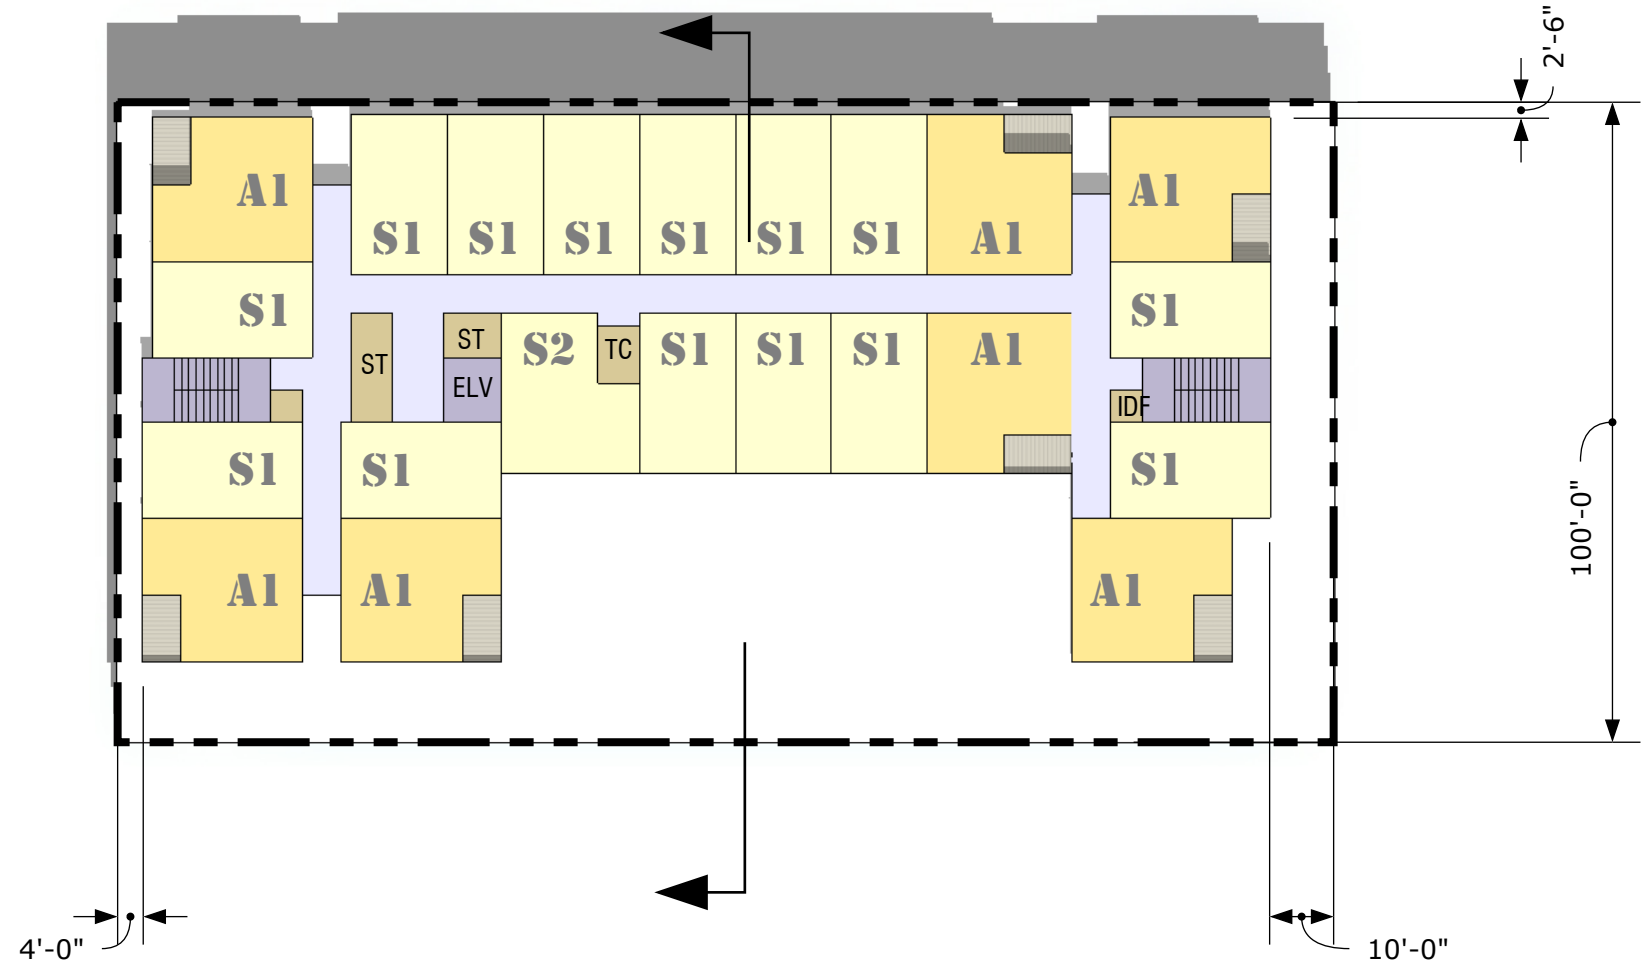 2'-6"
A1
A1
S1 S1 S1 S1 S1 S1 A1
S1
S1
ST
ST
S2
TC
S1 S1 S1 A1
ELV
IDF
S1
S1
S1
100'-0"
A1
A1
A1
4'-0"
10'-0"